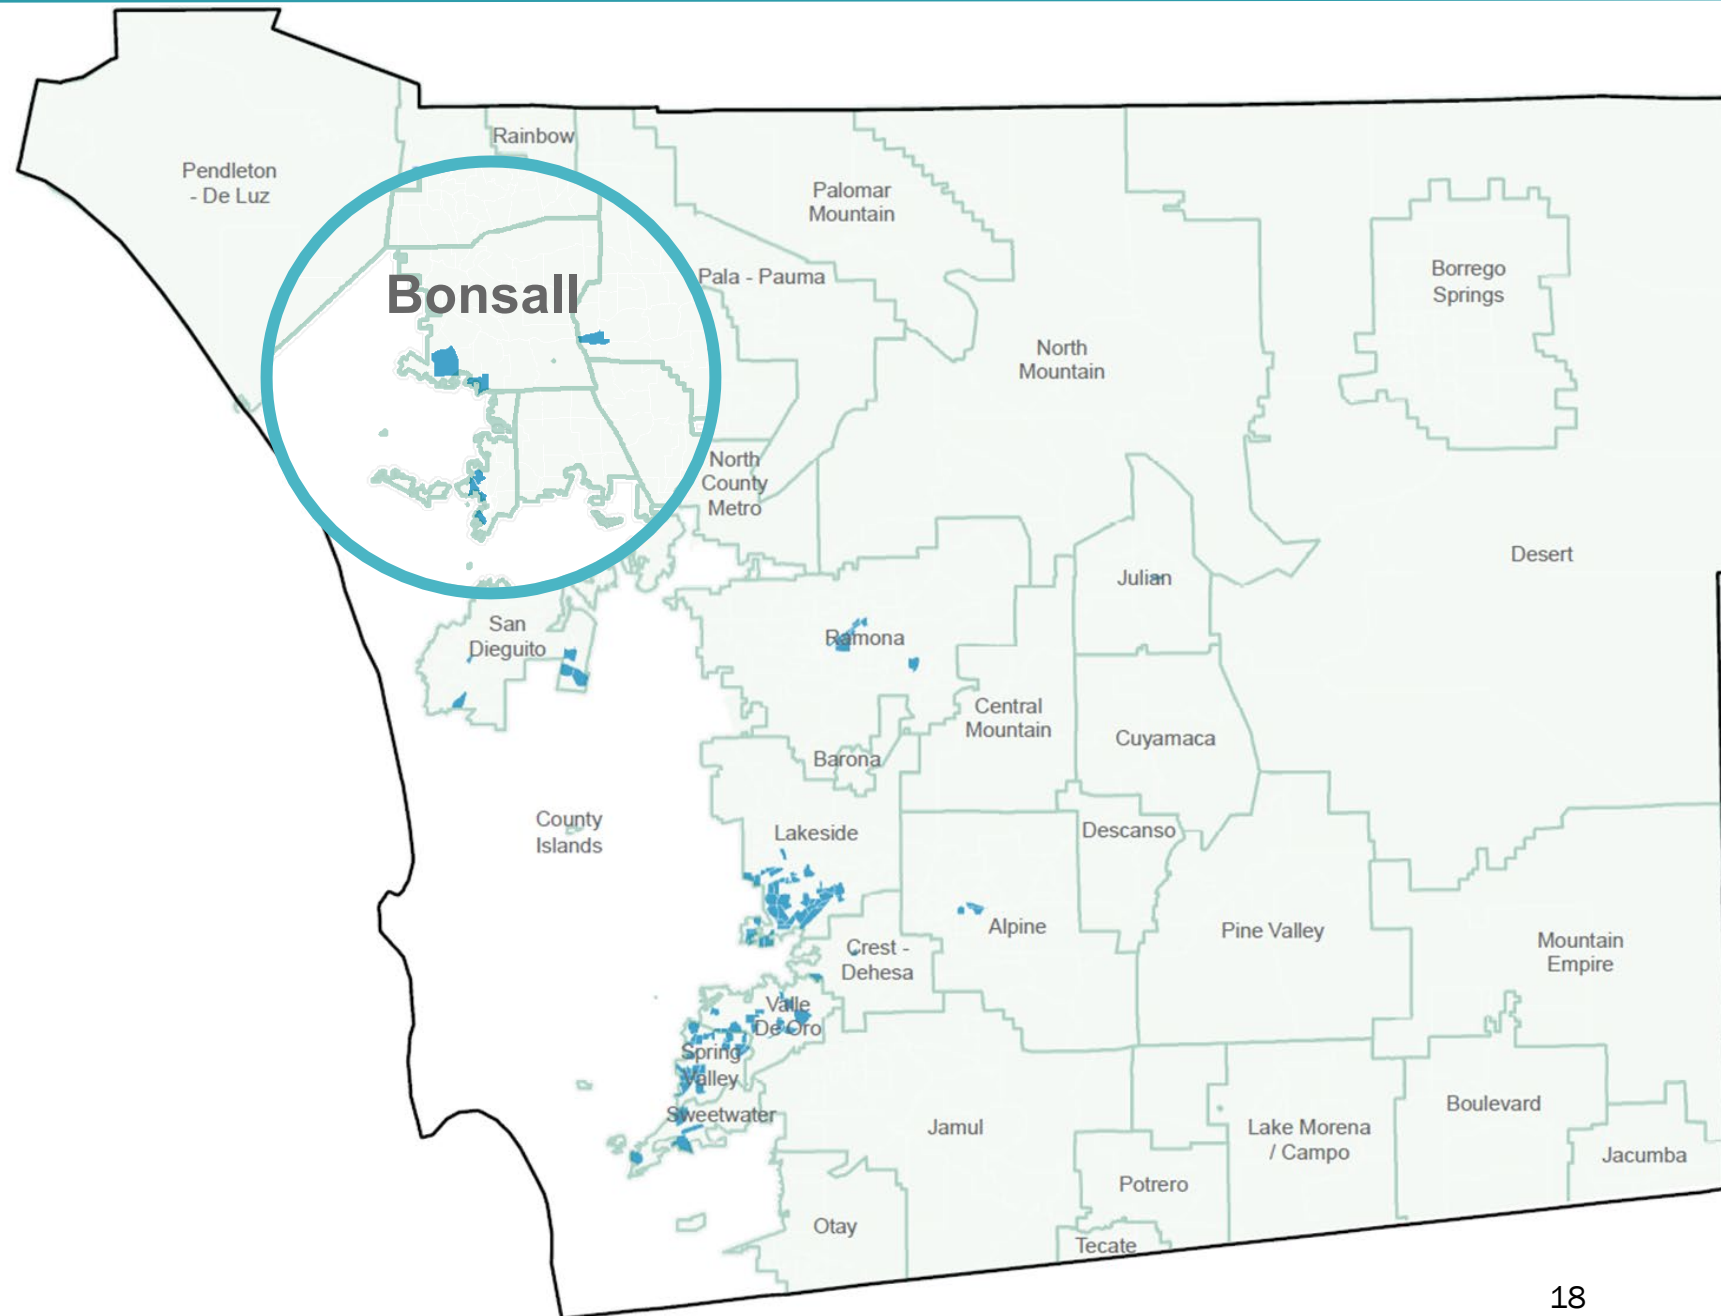 Rainbow
Pendleton
- De Luz
Palomar
Mountain
Bonsall
Pala - Pauma
Borrego
Springs
North
Mountain
North
County
Metro
Desert
Julian
San
Dieguito
Ramona
Central
Mountain
Cuyamaca
Barona
County
Islands
Lakeside
Descanso
Alpine
Pine Valley
Crest -
Dehesa
Mountain
Empire
Valle
De Oro
Spring
Valley
Sweetwater
Jamul
Lake Morena
/ Campo
Boulevard
Jacumba
Potrero
Otay
Tecate
18